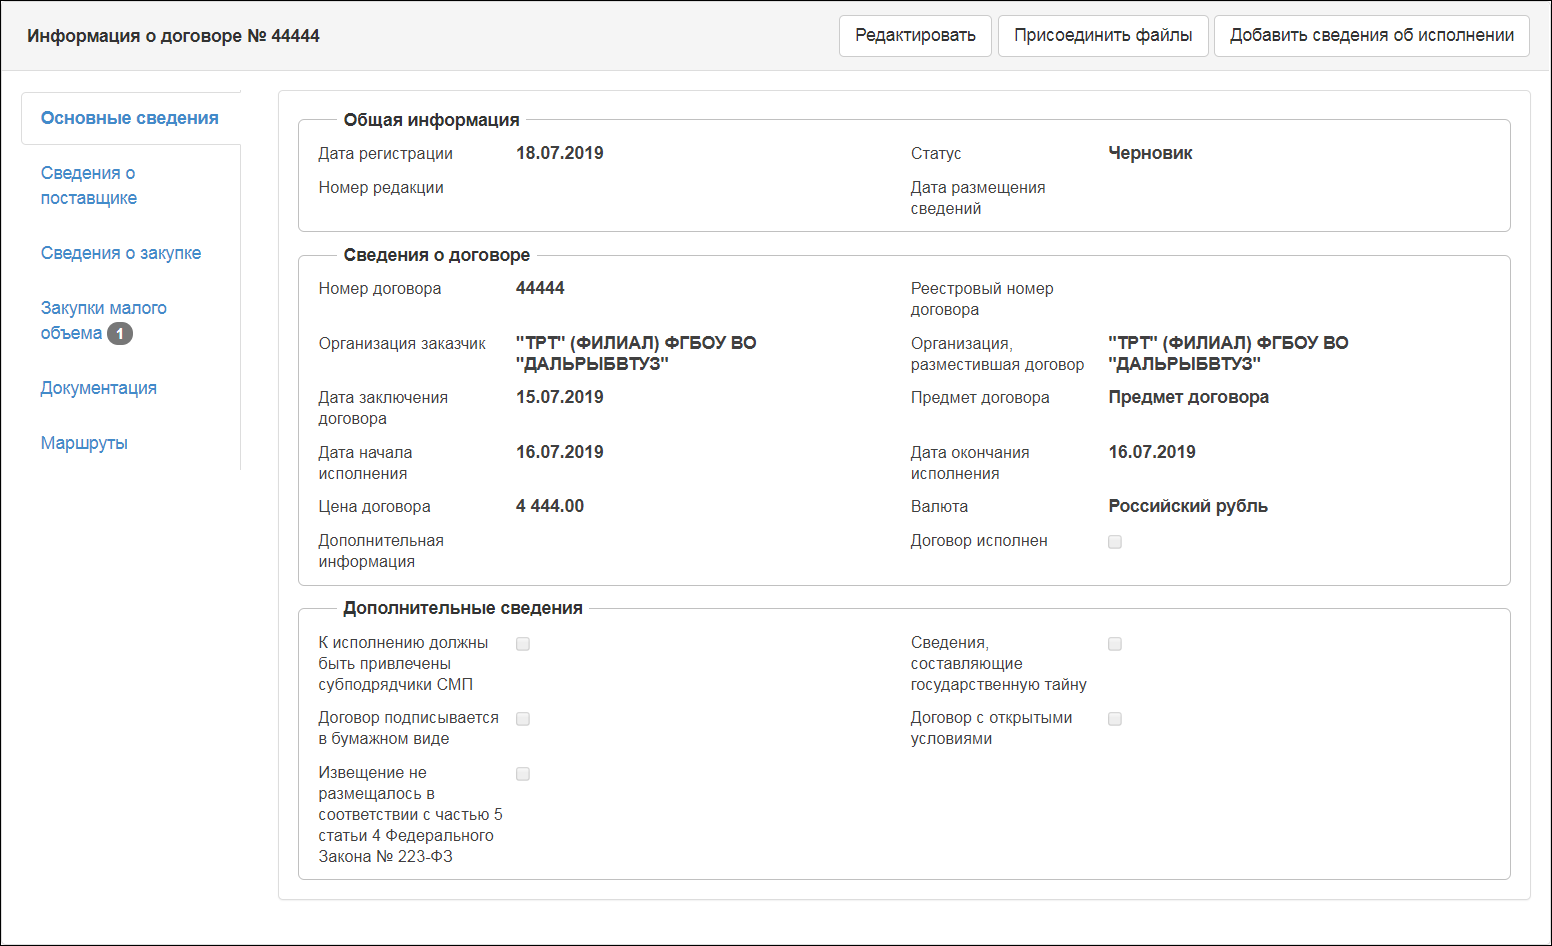 Информация о договоре № 44444
Редактировать
Присоединить файлы
Добавить сведения об исполнении
Основные сведения
Сведения о
поставщике
Сведения о закупке
Закупки малого
объема 1
Документация
Маршруты
Общая информация
Дата регистрации 18.07.2019
Статус Черновик
Номер редакции
Дата размещения
сведений
Сведения о договоре
Номер договора 44444
Реестровый номер
договора
Организация заказчик "ТРТ" (ФИЛИАЛ) ФГБОУ ВО
"ДАЛЬРЫБВТУЗ"
Организация, "ТРТ" (ФИЛИАЛ) ФГБОУ ВО
разместившая договор "ДАЛЬРЫБВТУЗ"
Дата заключения 15.07.2019
договора
Предмет договора Предмет договора
Дата начала 16.07.2019
исполнения
Дата окончания 16.07.2019
исполнения
Цена договора 4 444.00
Валюта Российский рубль
Дополнительная
информация
Договор исполнен
Дополнительные сведения
К исполнению должны
быть привлечены
субподрядчики СМП
Сведения,
составляющие
государственную тайну
Договор подписывается
в бумажном виде
Договор с открытыми
условиями
Извещение не
размещалось в
соответствии с частью 5
статьи 4 Федерального
Закона № 223-ФЗ